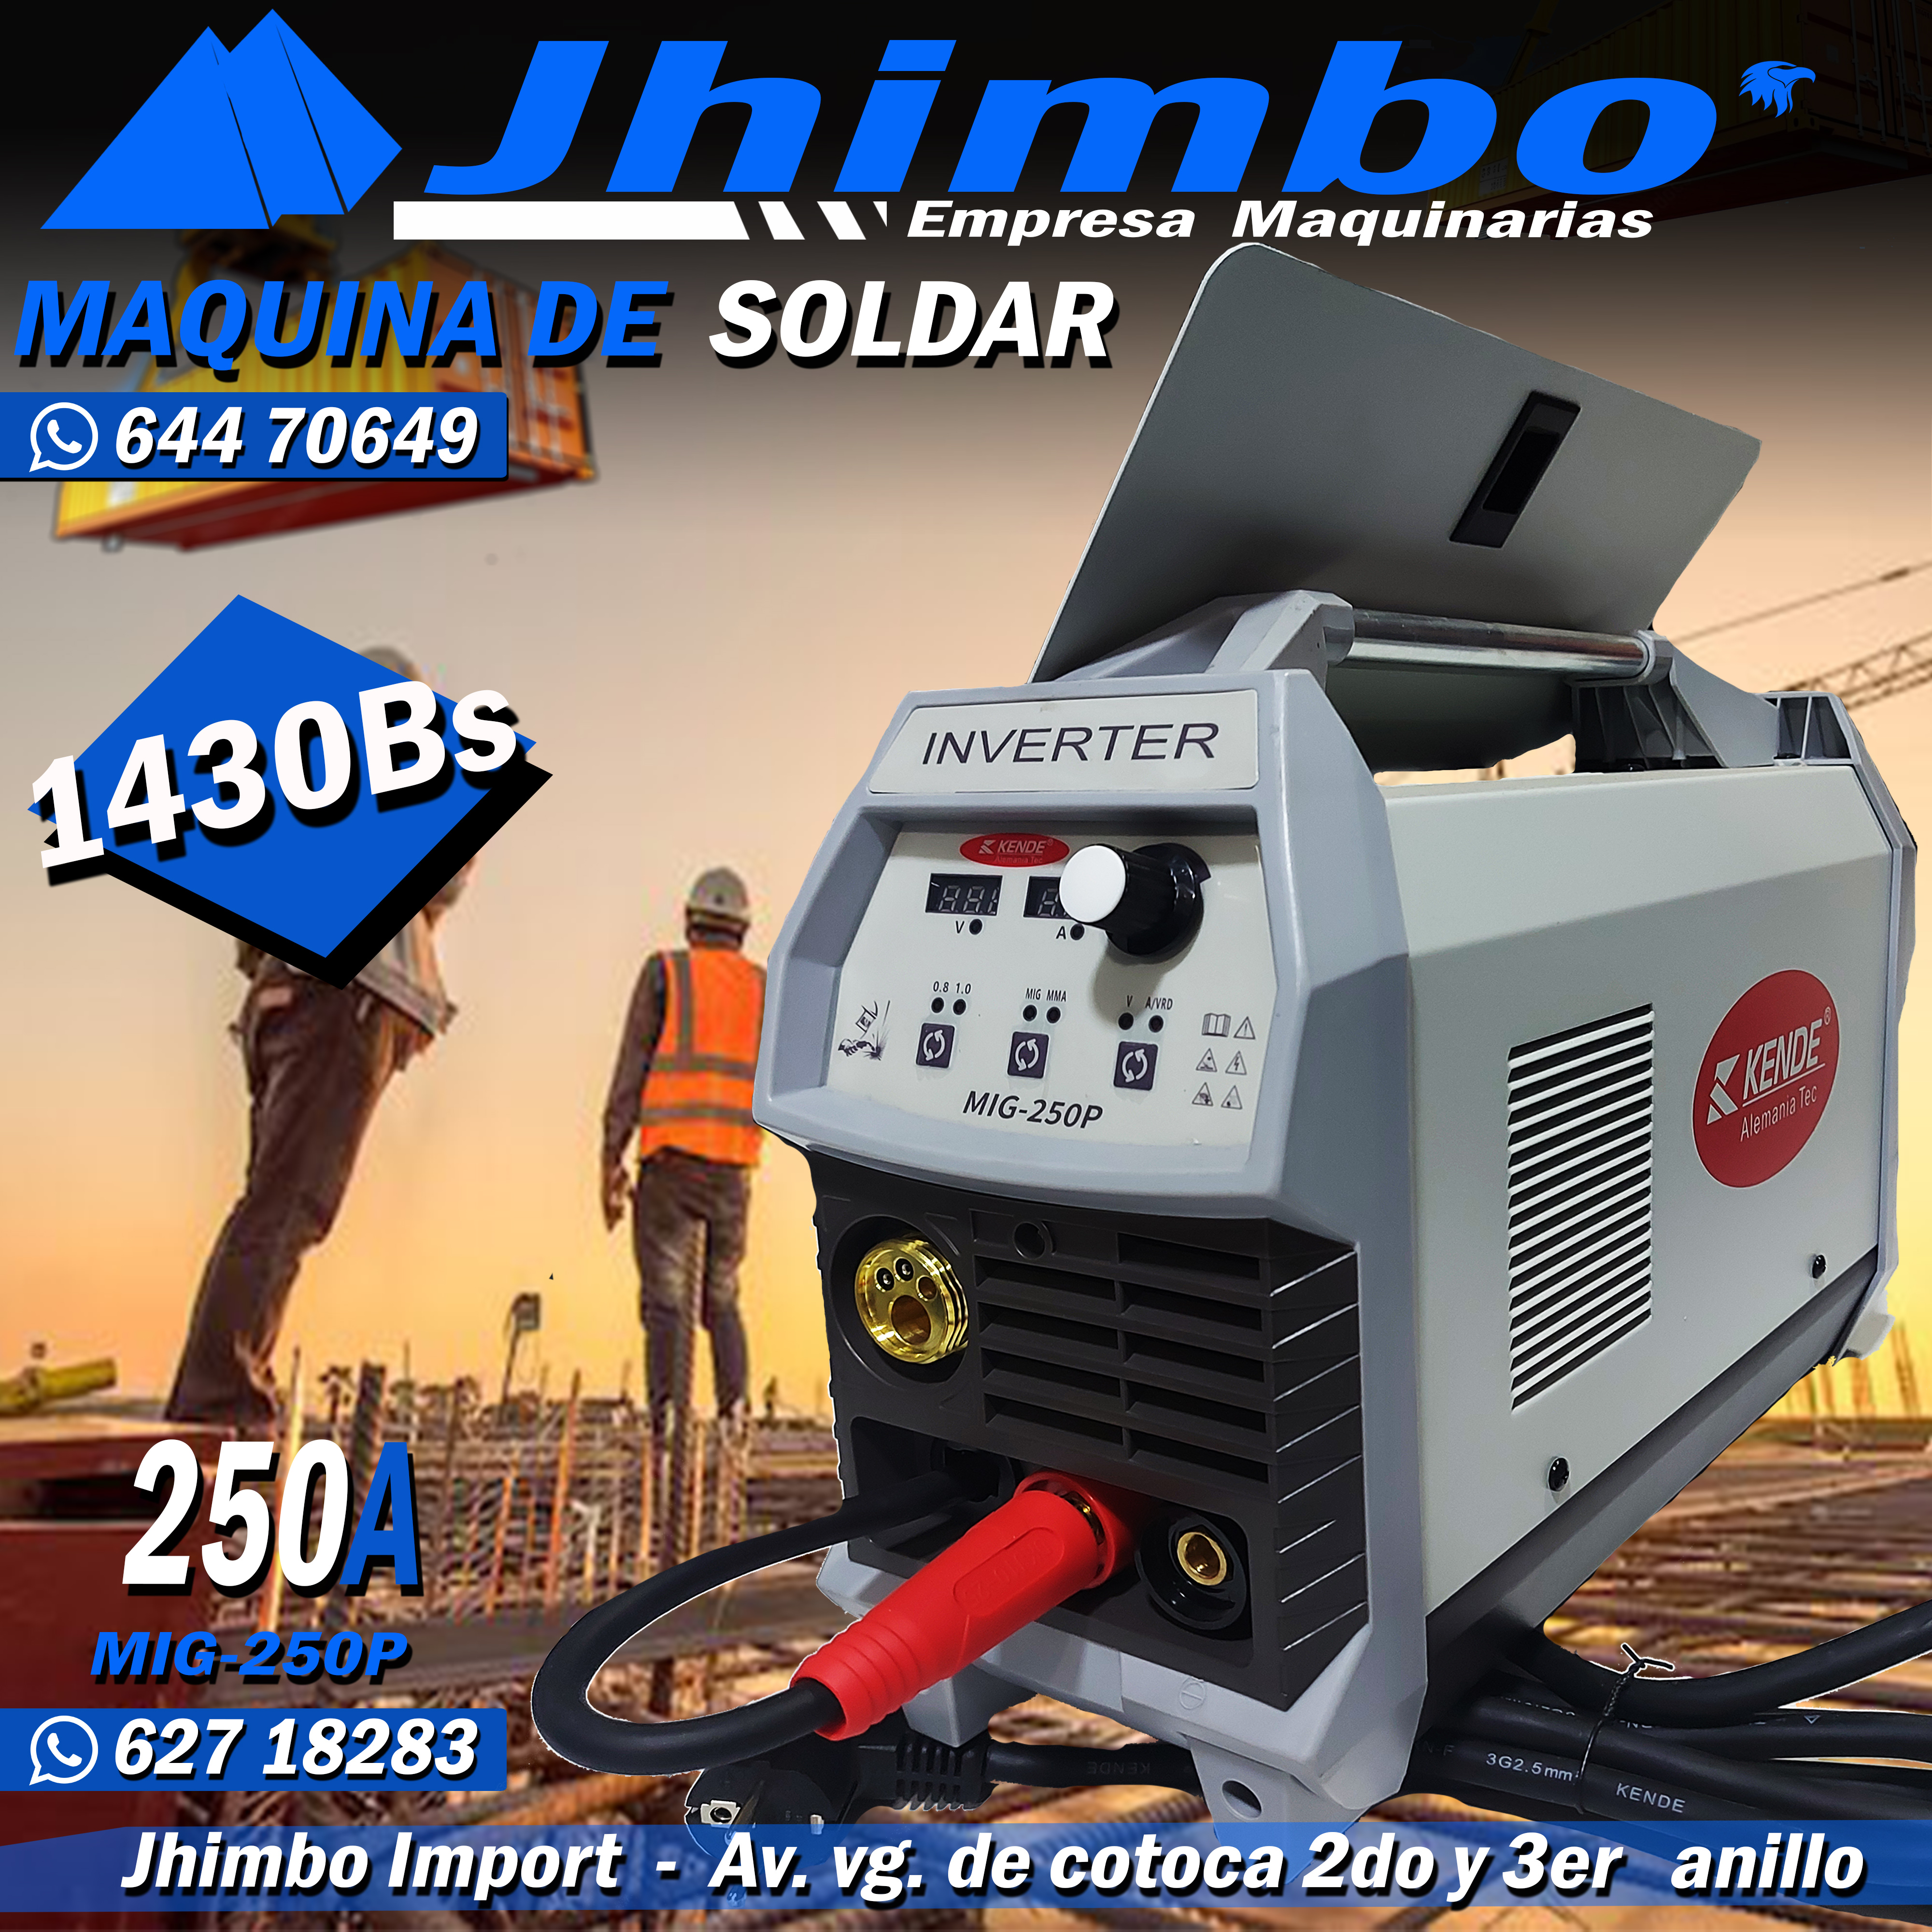 Jhimbo
Empresa Maquinarias
MAQUINA DE SOLDAR
644 70649
1430Bs
INVERTER
KENDE®
Alemania Tec
V
A
0.8 1.0
MIG MMA
V A/VRD
MIG-250P
KENDE®
Alemania Tec
250A
MIG-250P
627 18283
KENDE
3G2.5mm²
KENDE
Jhimbo Import - Av. vg. de cotoca 2do y 3er anillo